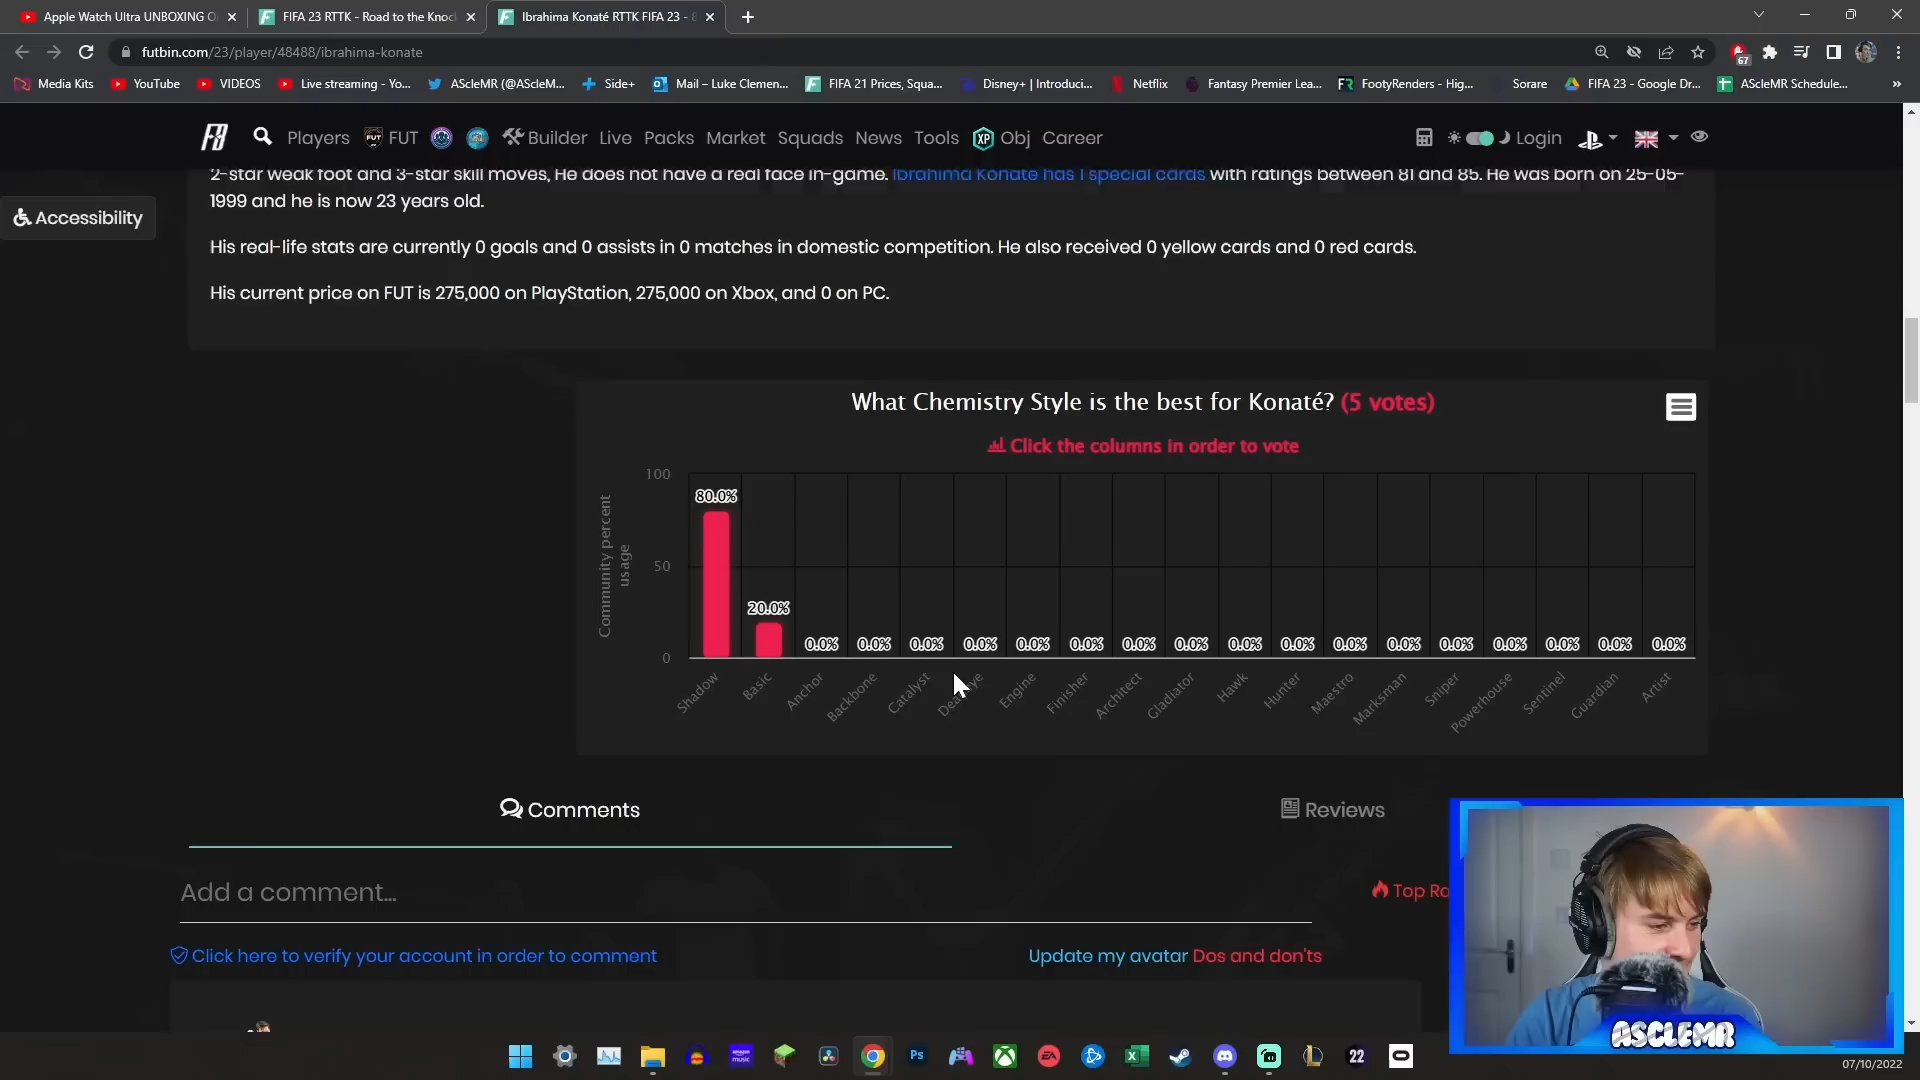 Apple Watch Ultra UNBOXING O
FIFA 23 RTTK - Road to the Knoc
Ibrahima Konaté RTTK FIFA 23 - 8
futbin.com/23/player/48488/ibrahima-konate
67
Media Kits
YouTube
VIDEOS
Live streaming - Yo...
AScleMR (@AScleM...
Side+
Mail – Luke Clemen...
FIFA 21 Prices, Squa...
Disney+ | Introduci...
Netflix
Fantasy Premier Lea...
FootyRenders - Hig...
Sorare
FIFA 23 - Google Dr...
AScleMR Schedule...
»
Players FUT Builder Live Packs Market Squads News Tools XP Obj Career Login
2-star weak foot and 3-star skill moves, He does not have a real face in-game. Ibrahima Konaté has 1 special cards with ratings between 81 and 85. He was born on 25-05-
1999 and he is now 23 years old.
Accessibility
His real-life stats are currently 0 goals and 0 assists in 0 matches in domestic competition. He also received 0 yellow cards and 0 red cards.
His current price on FUT is 275,000 on PlayStation, 275,000 on Xbox, and 0 on PC.
What Chemistry Style is the best for Konaté? (5 votes)
Click the columns in order to vote
Community percent
usage
100
50
0
80.0% 20.0% 0.0% 0.0% 0.0% 0.0% 0.0% 0.0% 0.0% 0.0% 0.0% 0.0% 0.0% 0.0% 0.0% 0.0% 0.0% 0.0% 0.0%
Shadow Basic Anchor Backbone Catalyst Deadeye Engine Finisher Architect Gladiator Hawk Hunter Maestro Marksman Sniper Powerhouse Sentinel Guardian Artist
Comments
Reviews
Add a comment...
Top Ra
Click here to verify your account in order to comment
Update my avatar Dos and don'ts
ASCLEMR
Ps
EA
22
07/10/2022